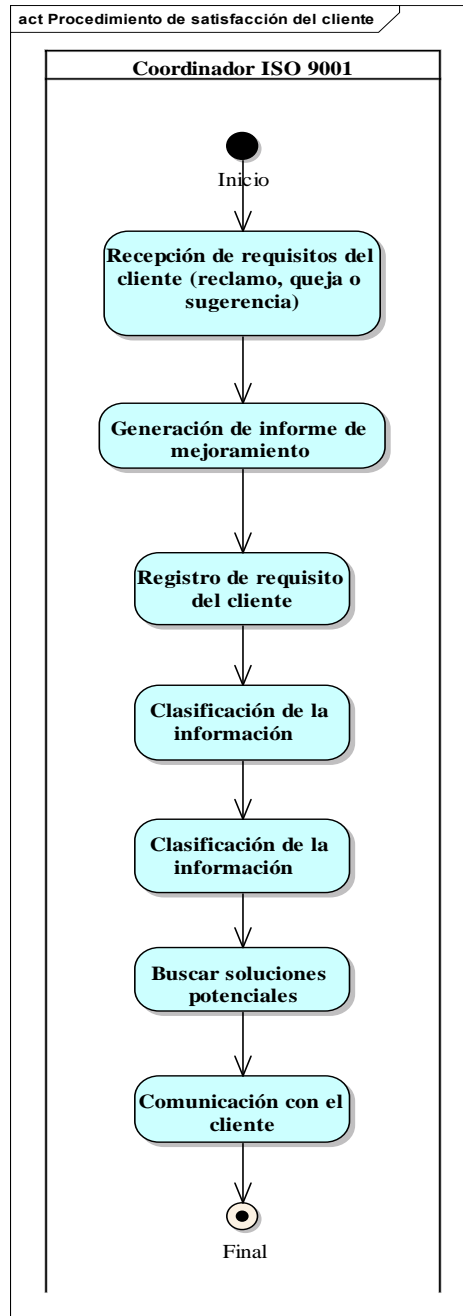 act Procedimiento de satisfacción del cliente
Coordinador ISO 9001
Inicio
Recepción de requisitos del
cliente (reclamo, queja o
sugerencia)
Generación de informe de
mejoramiento
Registro de requisito
del cliente
Clasificación de la
información
Clasificación de la
información
Buscar soluciones
potenciales
Comunicación con el
cliente
Final